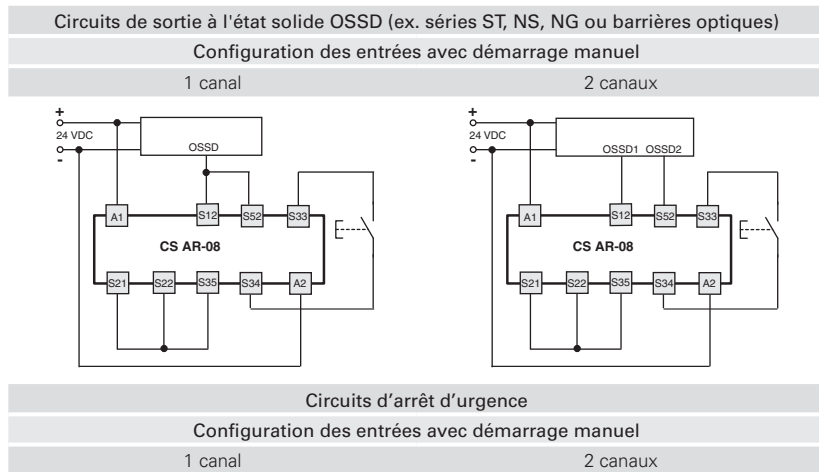 Circuits de sortie à l'état solide OSSD (ex. séries ST, NS, NG ou barrières optiques)
Configuration des entrées avec démarrage manuel
1 canal 2 canaux
+
24 VDC
-
OSSD
A1 S12 S52 S33
CS AR-08
S21 S22 S35 S34 A2
+
24 VDC
-
OSSD1 OSSD2
A1 S12 S52 S33
CS AR-08
S21 S22 S35 S34 A2
Circuits d’arrêt d’urgence
Configuration des entrées avec démarrage manuel
1 canal 2 canaux